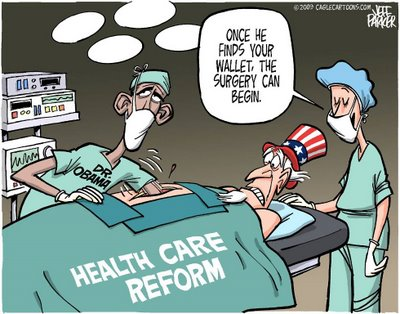 © 2009 CAGLECARTOONS.COM
JEFF
PARKER
ONCE HE
FINDS YOUR
WALLET, THE
SURGERY CAN
BEGIN.
DR
OBAMA
HEALTH CARE
REFORM